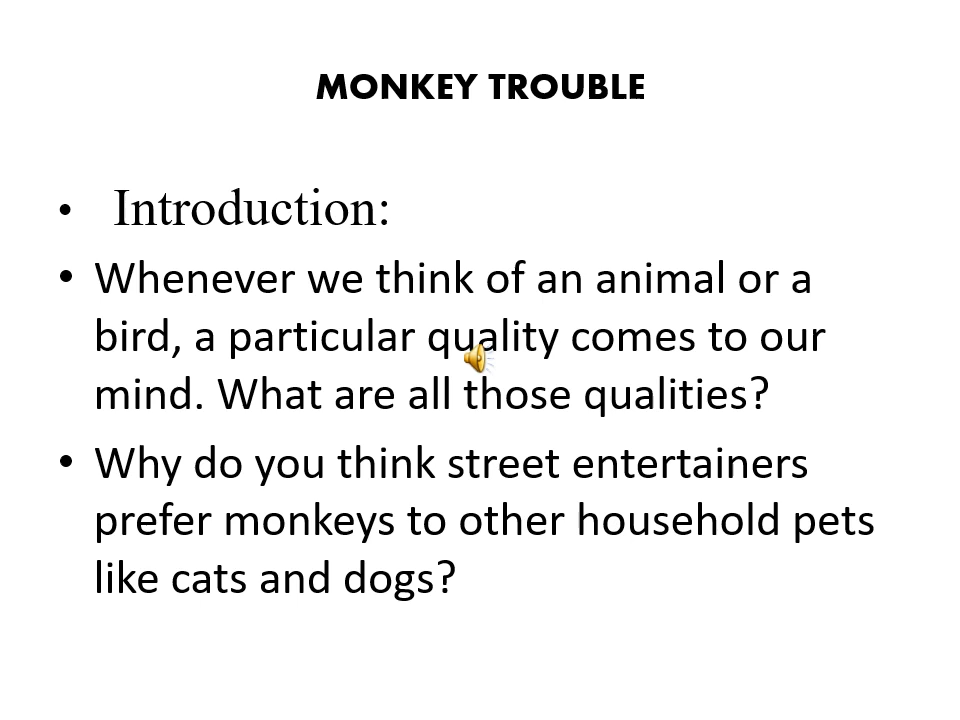 MONKEY TROUBLE
• Introduction:
• Whenever we think of an animal or a
bird, a particular quality comes to our
mind. What are all those qualities?
• Why do you think street entertainers
prefer monkeys to other household pets
like cats and dogs?